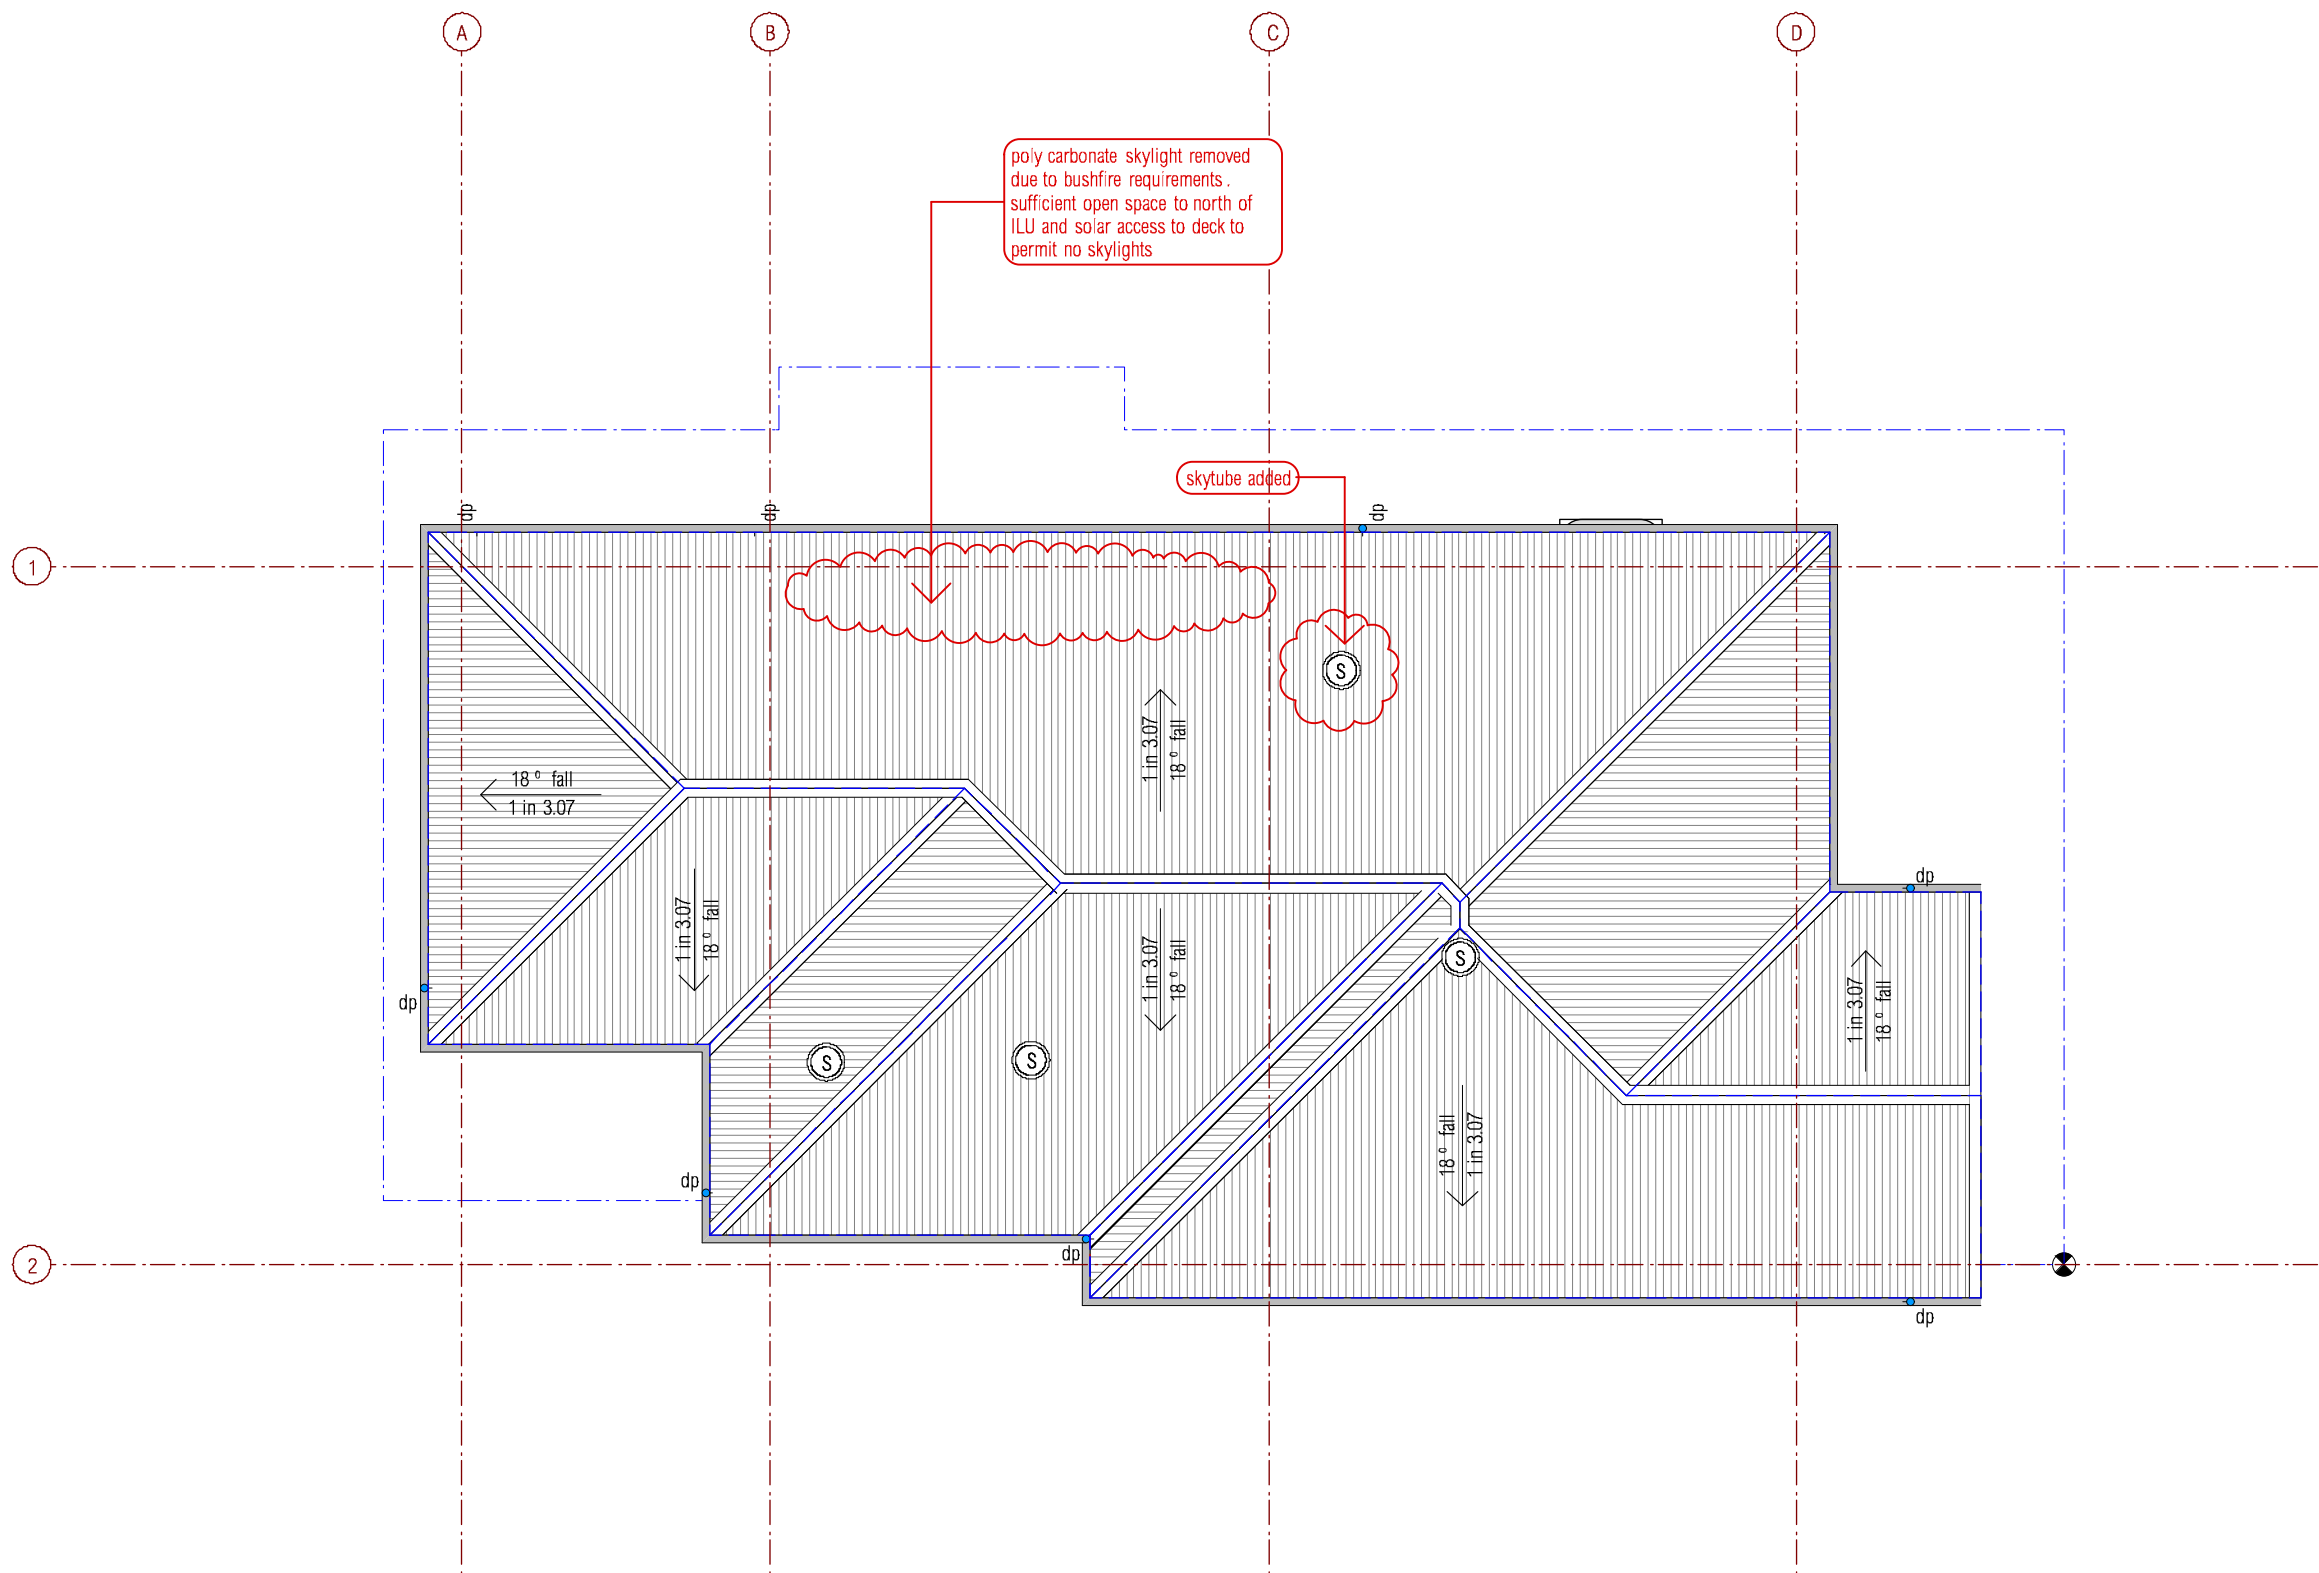 A
B
C
D
poly carbonate skylight removed
due to bushfire requirements.
sufficient open space to north of
ILU and solar access to deck to
permit no skylights
skytube added
dp
dp
dp
1
S
1 in 3.07
18° fall
18° fall
1 in 3.07
dp
1 in 3.07
18° fall
1 in 3.07
18° fall
S
1 in 3.07
18° fall
dp
S
S
18° fall
1 in 3.07
dp
dp
2
dp